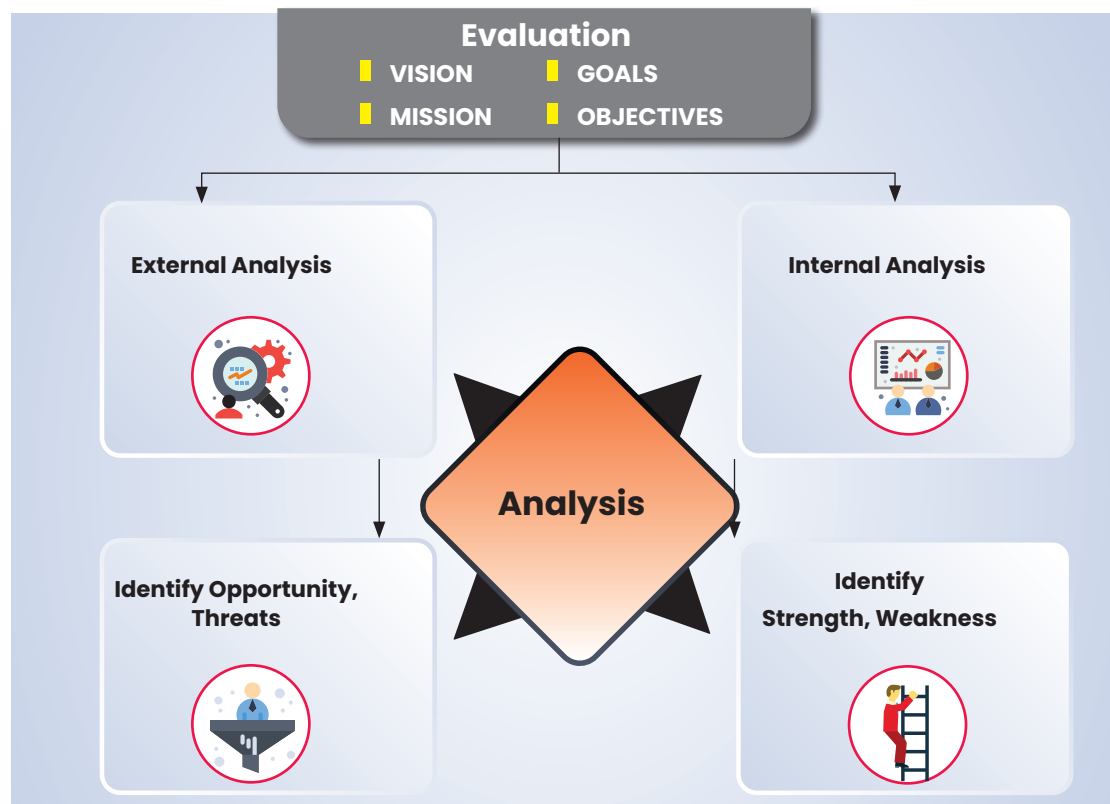 Evaluation
VISION
GOALS
MISSION
OBJECTIVES
External Analysis
Internal Analysis
Analysis
Identify Opportunity,
Threats
Identify
Strength, Weakness